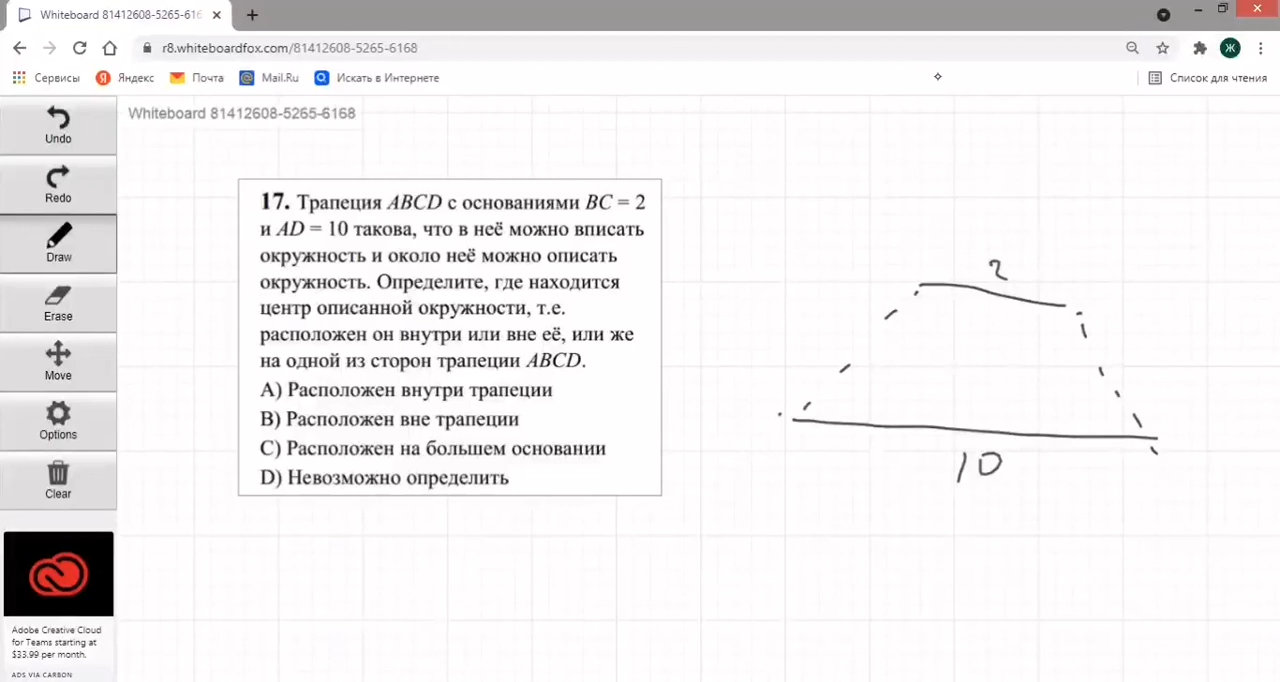 Whiteboard 81412608-5265-616
r8.whiteboardfox.com/81412608-5265-6168
Ж
Сервисы Яндекс Почта Mail.Ru Искать в Интернете Список для чтения
Whiteboard 81412608-5265-6168
Undo
Redo
Draw
Erase
Move
Options
Clear
17. Трапеция ABCD с основаниями BC = 2
и AD = 10 такова, что в неё можно вписать
окружность и около неё можно описать
окружность. Определите, где находится
центр описанной окружности, т.е.
расположен он внутри или вне её, или же
на одной из сторон трапеции ABCD.
A) Расположен внутри трапеции
B) Расположен вне трапеции
C) Расположен на большем основании
D) Невозможно определить
2
10
Adobe Creative Cloud
for Teams starting at
$33.99 per month.
ADS VIA CARBON